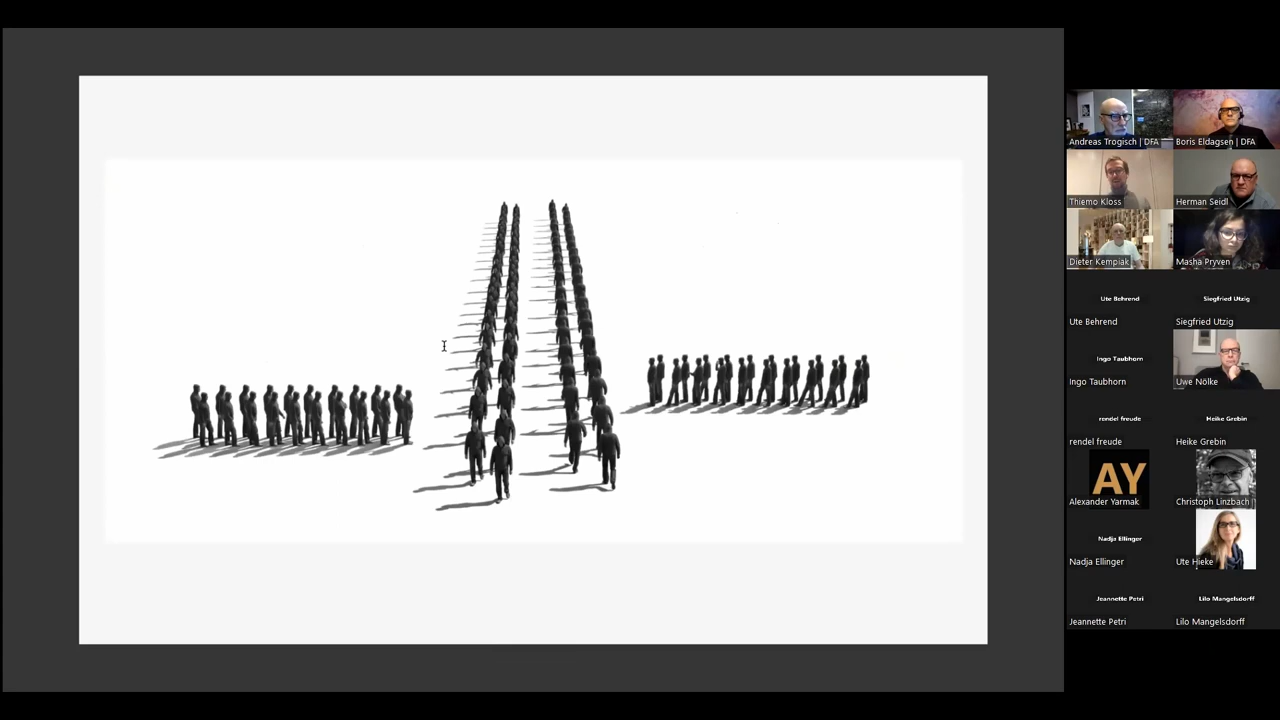 Andreas Trogisch | DFA
Boris Eldagsen | DFA
Thiemo Kloss
Herman Seidl
Dieter Kempiak
Masha Pryven
Ute Behrend
Siegfried Utzig
Ute Behrend
Siegfried Utzig
Ingo Taubhorn
Ingo Taubhorn
Uwe Nölke
rendel freude
Heike Grebin
rendel freude
Heike Grebin
AY
Alexander Yarmak
Christoph Linzbach
Nadja Ellinger
Nadja Ellinger
Ute Hieke
Jeannette Petri
Lilo Mangelsdorff
Jeannette Petri
Lilo Mangelsdorff